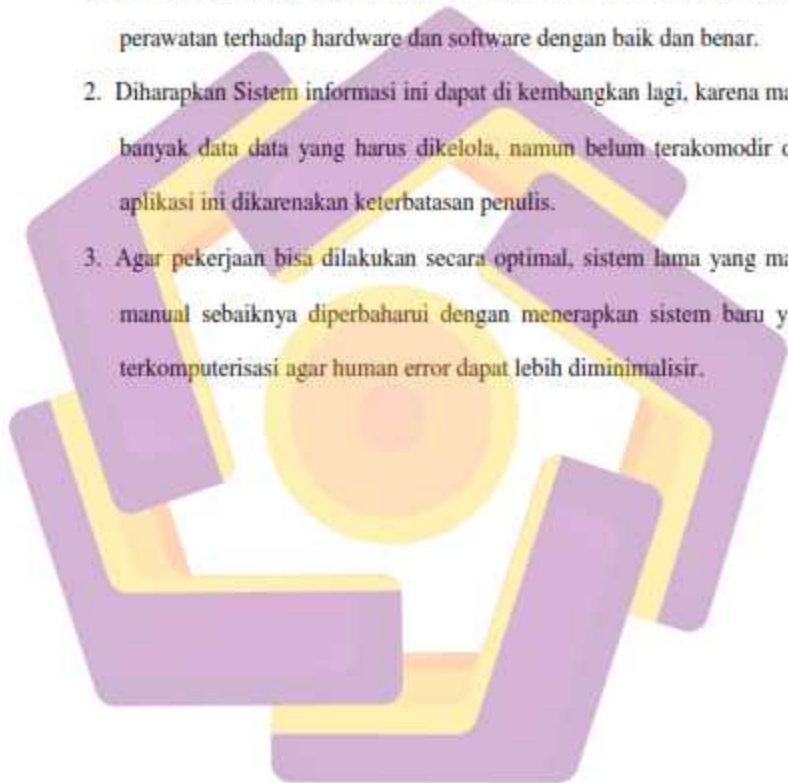 perawatan terhadap hardware dan software dengan baik dan benar.
2. Diharapkan Sistem informasi ini dapat di kembangkan lagi, karena
banyak data data yang harus dikelola, namun belum terakomodir
aplikasi ini dikarenakan keterbatasan penulis.
3. Agar pekerjaan bisa dilakukan secara optimal, sistem lama yang
manual sebaiknya diperbaharui dengan menerapkan sistem baru
terkomputerisasi agar human error dapat lebih diminimalisir.